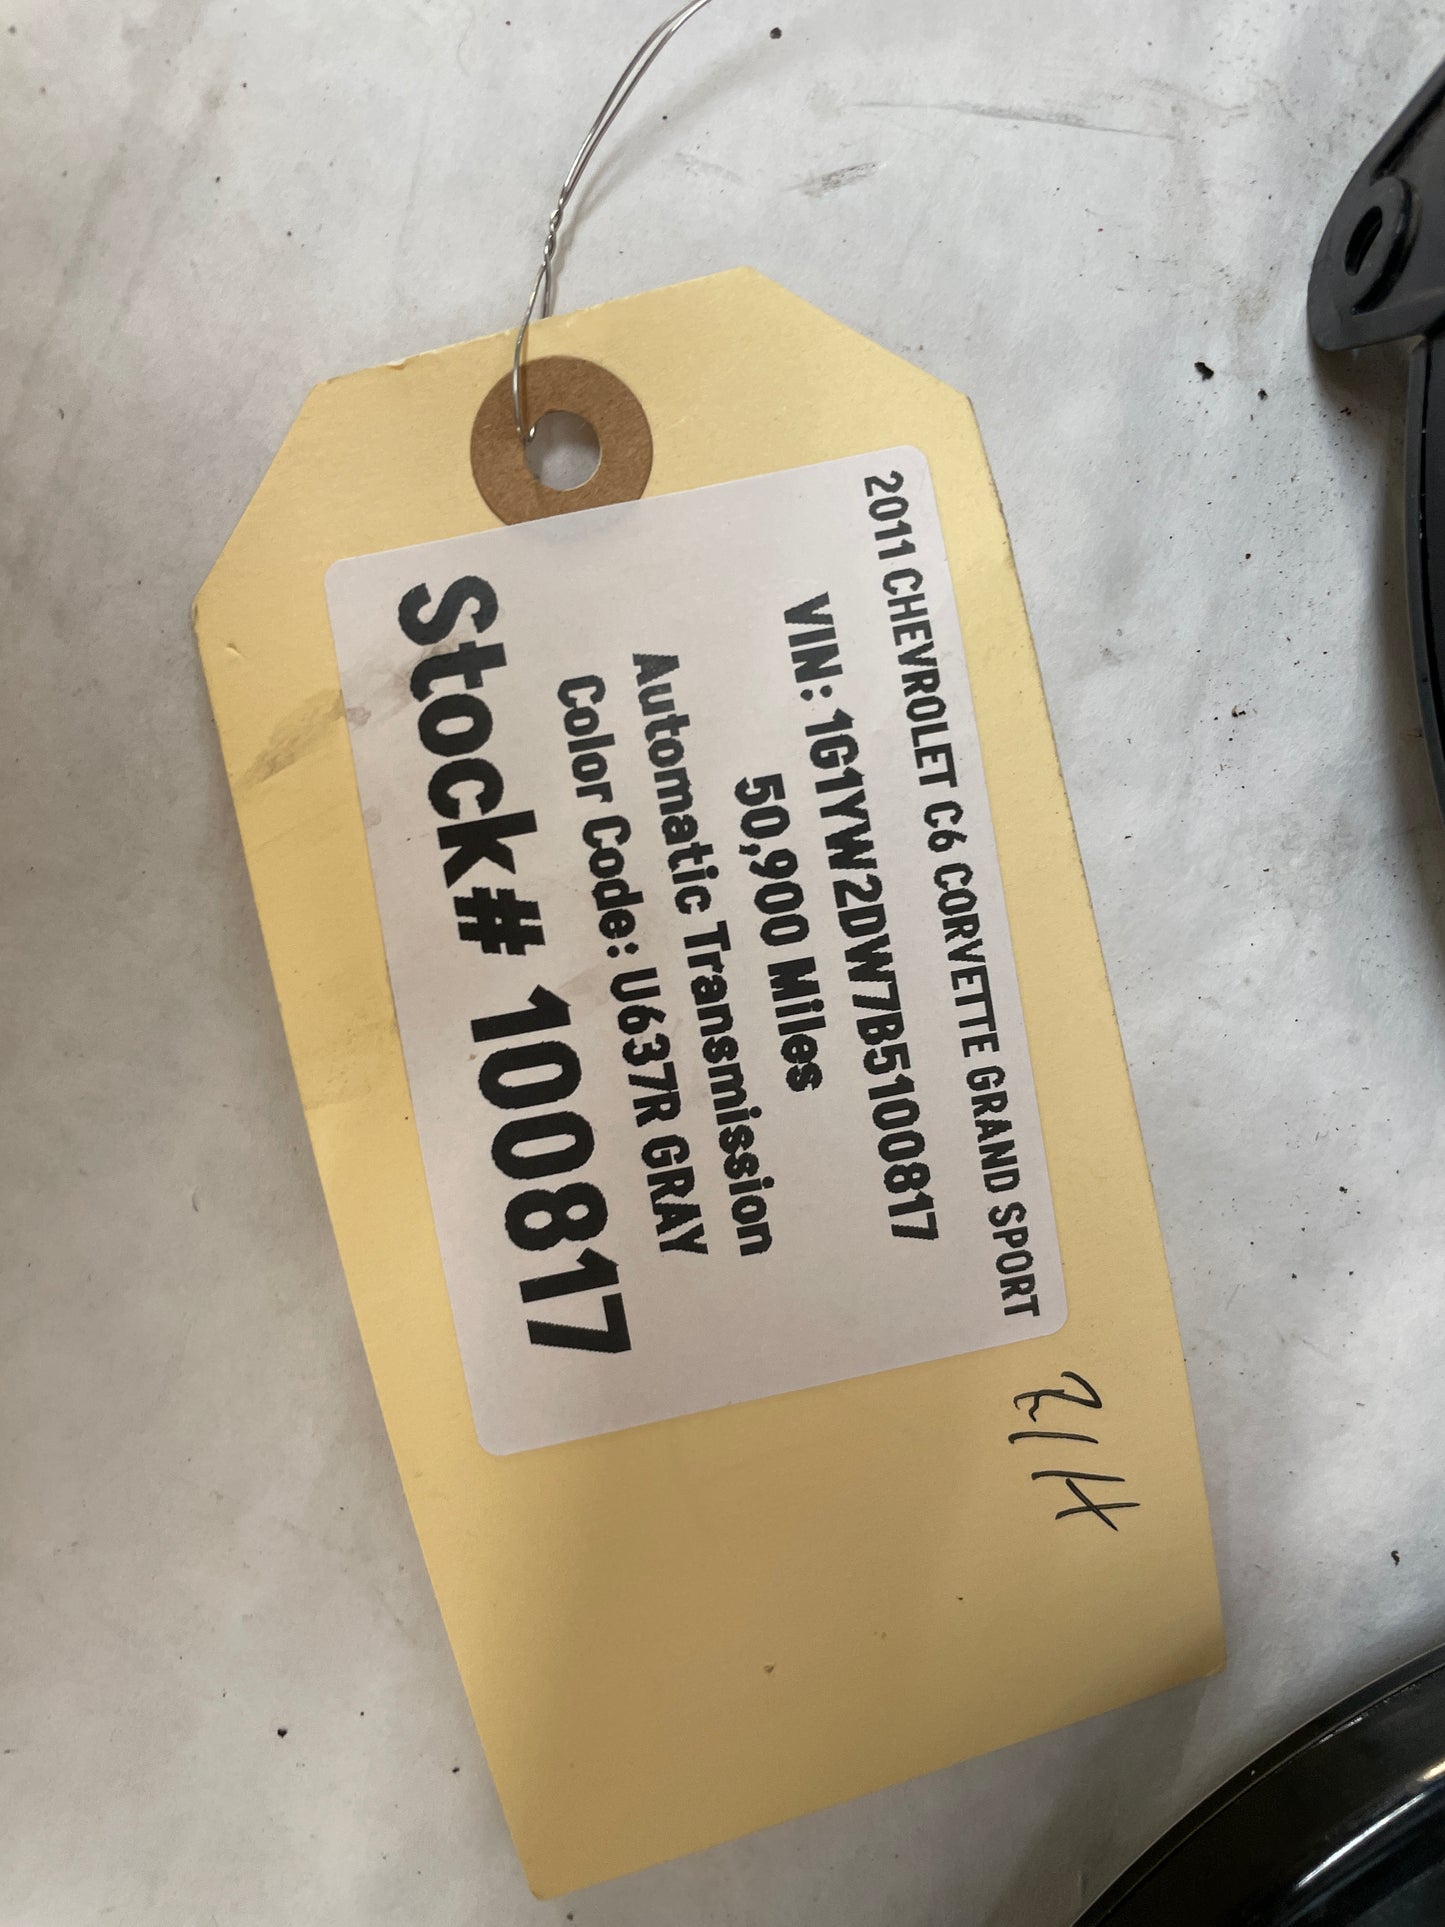 2011 CHEVROLET C6 CORVETTE GRAND SPORT
VIN: 1G1YW2DW7B5100817
50,900 Miles
Automatic Transmission
Color Code: U637R GRAY
Stock# 100817
21H